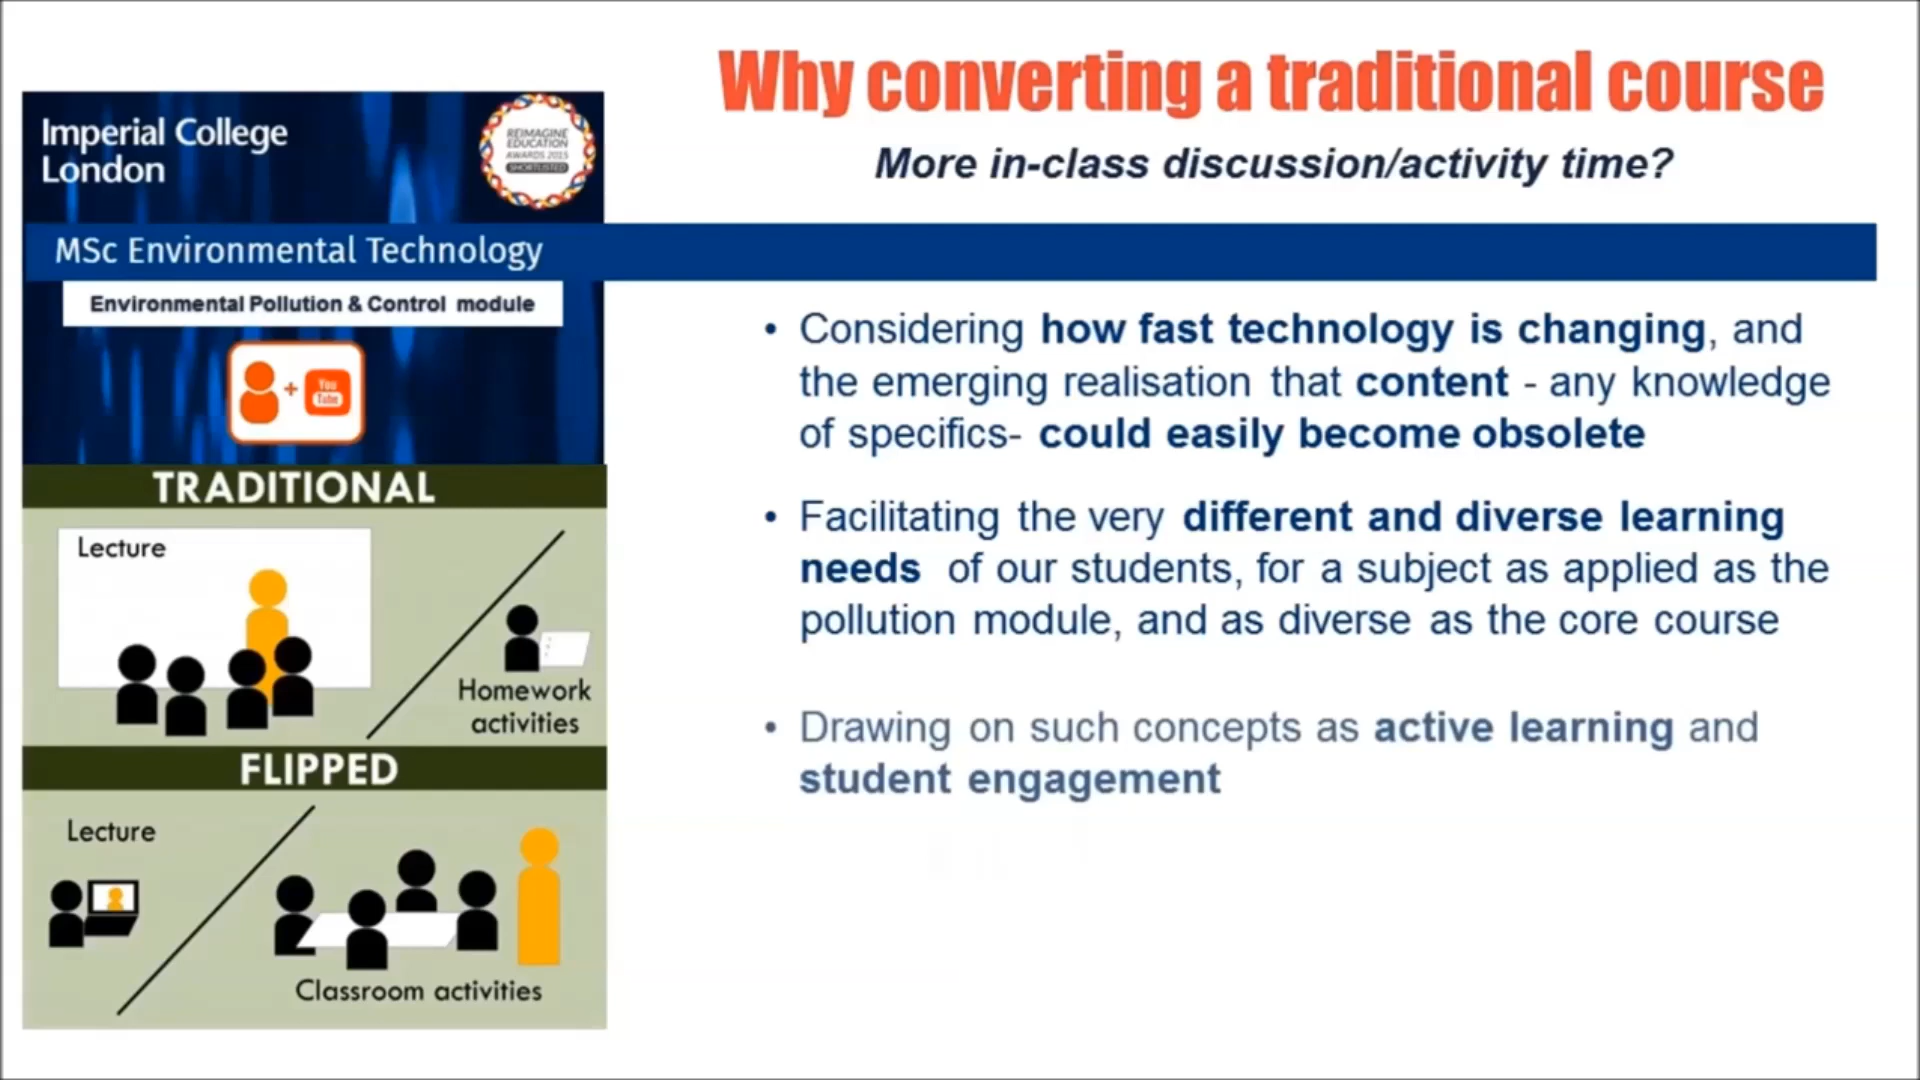 Why converting a traditional course
More in-class discussion/activity time?
Imperial College
London
REIMAGINE
EDUCATION
AWARDS 2015
SHORTLISTED
MSc Environmental Technology
Environmental Pollution & Control module
+
You
Tube
TRADITIONAL
Lecture
Homework
activities
FLIPPED
Lecture
Classroom activities
• Considering how fast technology is changing, and
the emerging realisation that content - any knowledge
of specifics- could easily become obsolete
• Facilitating the very different and diverse learning
needs of our students, for a subject as applied as the
pollution module, and as diverse as the core course
• Drawing on such concepts as active learning and
student engagement